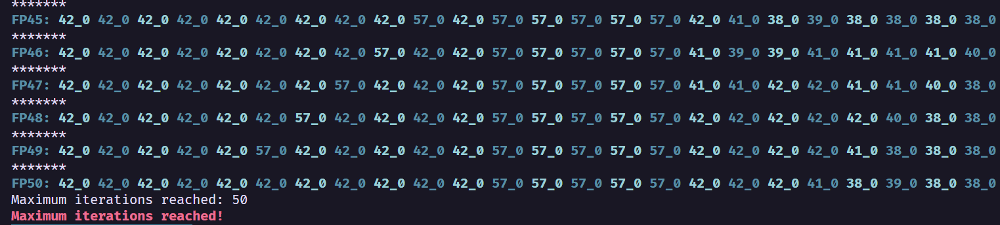 *******
FP45: 42_0 42_0 42_0 42_0 42_0 42_0 42_0 42_0 42_0 57_0 42_0 57_0 57_0 57_0 57_0 57_0 42_0 41_0 38_0 39_0 38_0 38_0 38_0 38_0
*******
FP46: 42_0 42_0 42_0 42_0 42_0 42_0 42_0 42_0 57_0 42_0 42_0 57_0 57_0 57_0 57_0 57_0 41_0 39_0 39_0 41_0 41_0 41_0 41_0 40_0
*******
FP47: 42_0 42_0 42_0 42_0 42_0 42_0 42_0 57_0 42_0 42_0 42_0 57_0 57_0 57_0 57_0 57_0 41_0 41_0 42_0 42_0 41_0 41_0 40_0 38_0
*******
FP48: 42_0 42_0 42_0 42_0 42_0 42_0 57_0 42_0 42_0 42_0 42_0 57_0 57_0 57_0 57_0 57_0 42_0 42_0 42_0 42_0 42_0 40_0 38_0 38_0
*******
FP49: 42_0 42_0 42_0 42_0 42_0 57_0 42_0 42_0 42_0 42_0 42_0 57_0 57_0 57_0 57_0 57_0 42_0 42_0 42_0 42_0 41_0 38_0 38_0 38_0
*******
FP50: 42_0 42_0 42_0 42_0 42_0 42_0 42_0 42_0 42_0 42_0 42_0 57_0 57_0 57_0 57_0 57_0 42_0 42_0 42_0 41_0 38_0 39_0 38_0 38_0
Maximum iterations reached: 50
Maximum iterations reached!